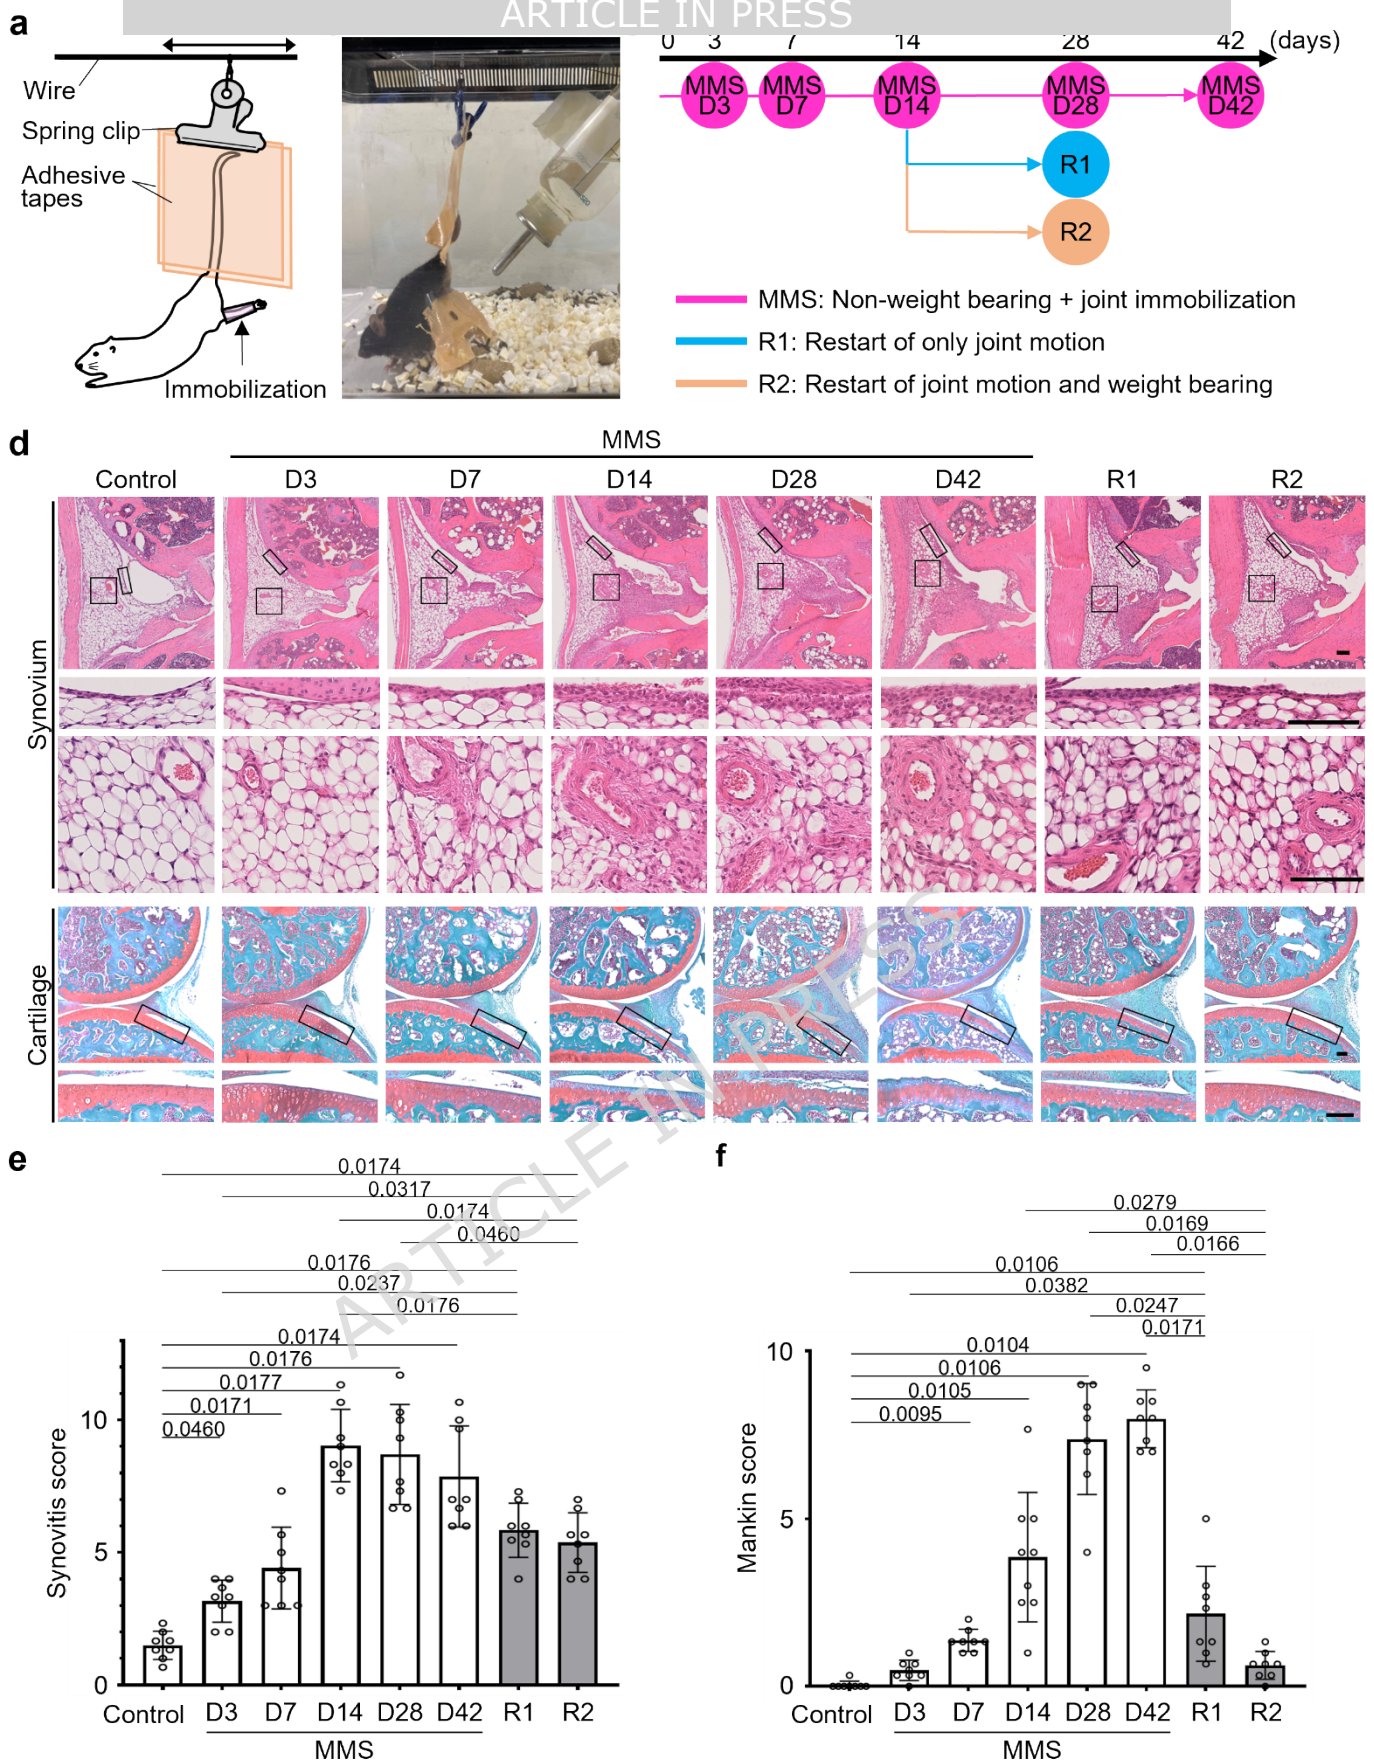 ARTICLE IN PRESS
a
Wire
Spring clip
Adhesive
tapes
Immobilization
0 3 7 14 28 42 (days)
MMS D3
MMS D7
MMS D14
MMS D28
MMS D42
R1
R2
MMS: Non-weight bearing + joint immobilization
R1: Restart of only joint motion
R2: Restart of joint motion and weight bearing
d
MMS
Control D3 D7 D14 D28 D42 R1 R2
Synovium
Cartilage
ARTICLE IN PRESS
e
0.0174
0.0317
0.0174
0.0460
0.0176
0.0237
0.0176
0.0174
0.0176
0.0177
0.0171
0.0460
Synovitis score
10
5
0
Control D3 D7 D14 D28 D42 R1 R2
MMS
f
0.0279
0.0169
0.0166
0.0106
0.0382
0.0247
0.0171
0.0104
0.0106
0.0105
0.0095
Mankin score
10
5
0
Control D3 D7 D14 D28 D42 R1 R2
MMS